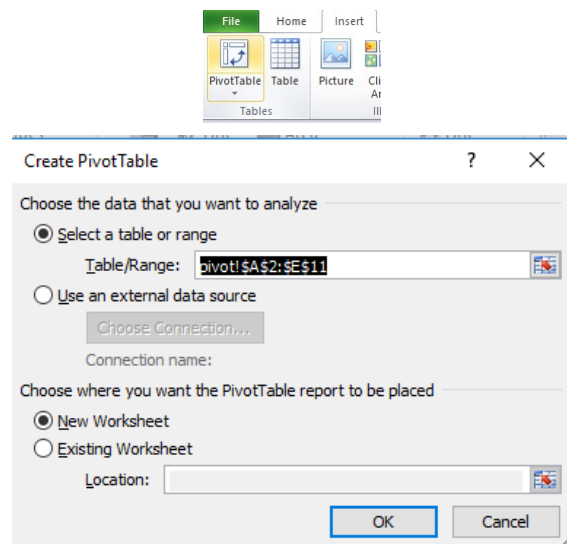 File Home Insert
PivotTable Table Picture Cli
Ar
Tables
Create PivotTable ? X
Choose the data that you want to analyze
Select a table or range
Table/Range: pivot!$A$2:$E$11
Use an external data source
Choose Connection...
Connection name:
Choose where you want the PivotTable report to be placed
New Worksheet
Existing Worksheet
Location:
OK Cancel